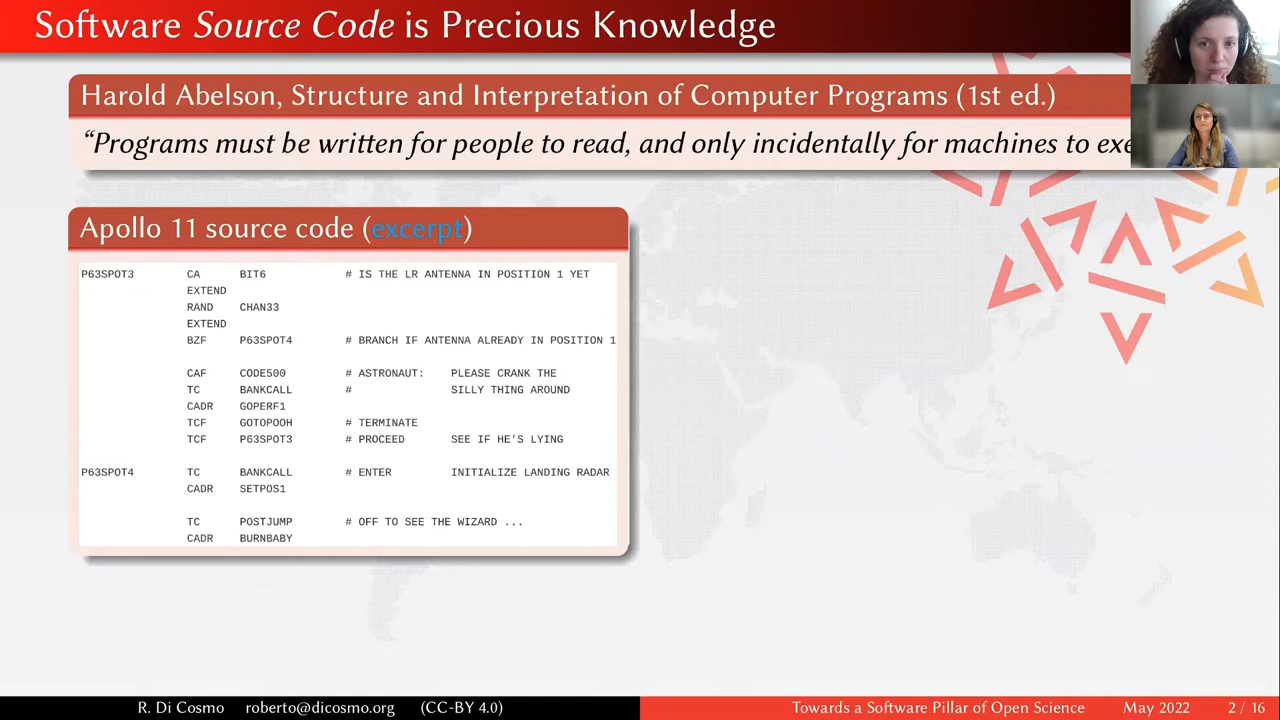 Software Source Code is Precious Knowledge
Harold Abelson, Structure and Interpretation of Computer Programs (1st ed.)
“Programs must be written for people to read, and only incidentally for machines to exe
Apollo 11 source code (excerpt)
P63SPOT3 CA BIT6 # IS THE LR ANTENNA IN POSITION 1 YET
EXTEND
RAND CHAN33
EXTEND
BZF P63SPOT4 # BRANCH IF ANTENNA ALREADY IN POSITION 1
CAF CODE500 # ASTRONAUT: PLEASE CRANK THE
TC BANKCALL # SILLY THING AROUND
CADR GOPERF1
TCF GOTOPOOH # TERMINATE
TCF P63SPOT3 # PROCEED SEE IF HE'S LYING
P63SPOT4 TC BANKCALL # ENTER INITIALIZE LANDING RADAR
CADR SETPOS1
TC POSTJUMP # OFF TO SEE THE WIZARD ...
CADR BURNBABY
R. Di Cosmo roberto@dicosmo.org (CC-BY 4.0) Towards a Software Pillar of Open Science May 2022 2 / 16